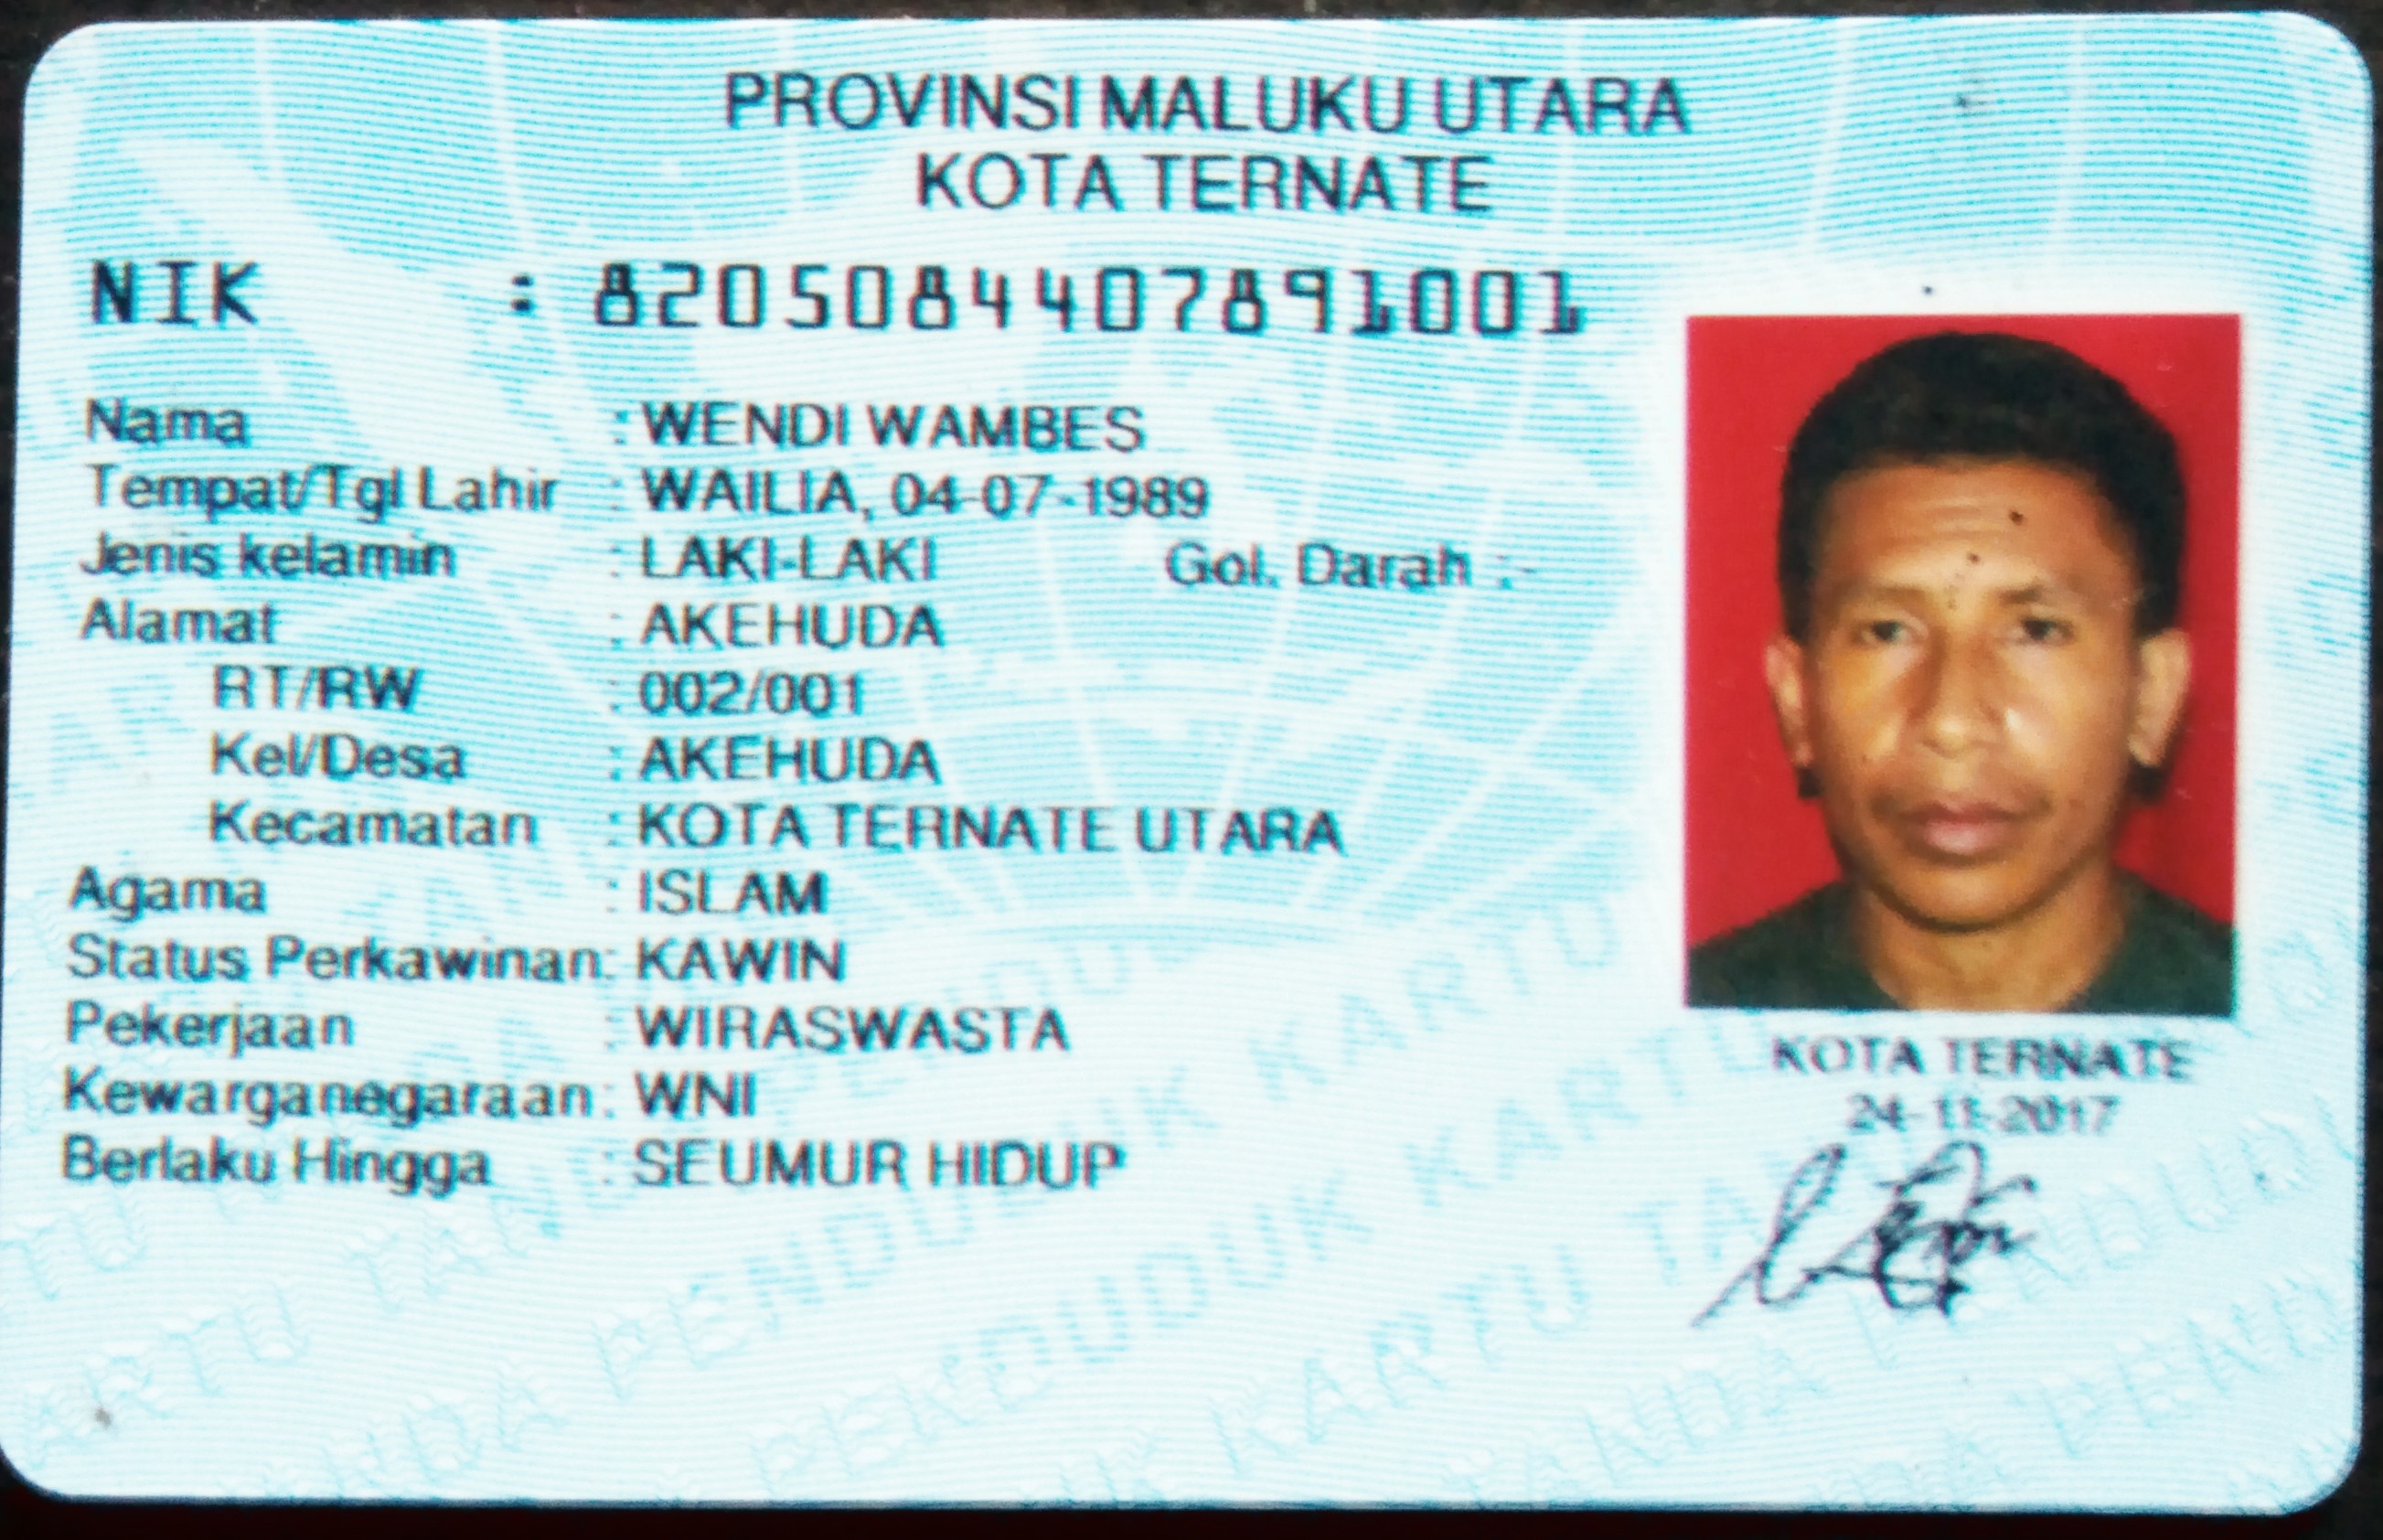 PROVINSI MALUKU UTARA
KOTA TERNATE
NIK : 8205084407891001
Nama : WENDI WAMBES
Tempat/Tgl Lahir : WAILIA, 04-07-1989
Jenis kelamin : LAKI-LAKI Gol. Darah :-
Alamat : AKEHUDA
RT/RW : 002/001
Kel/Desa : AKEHUDA
Kecamatan : KOTA TERNATE UTARA
Agama : ISLAM
Status Perkawinan: KAWIN
Pekerjaan : WIRASWASTA
Kewarganegaraan: WNI
Berlaku Hingga : SEUMUR HIDUP
KOTA TERNATE
24-11-2017